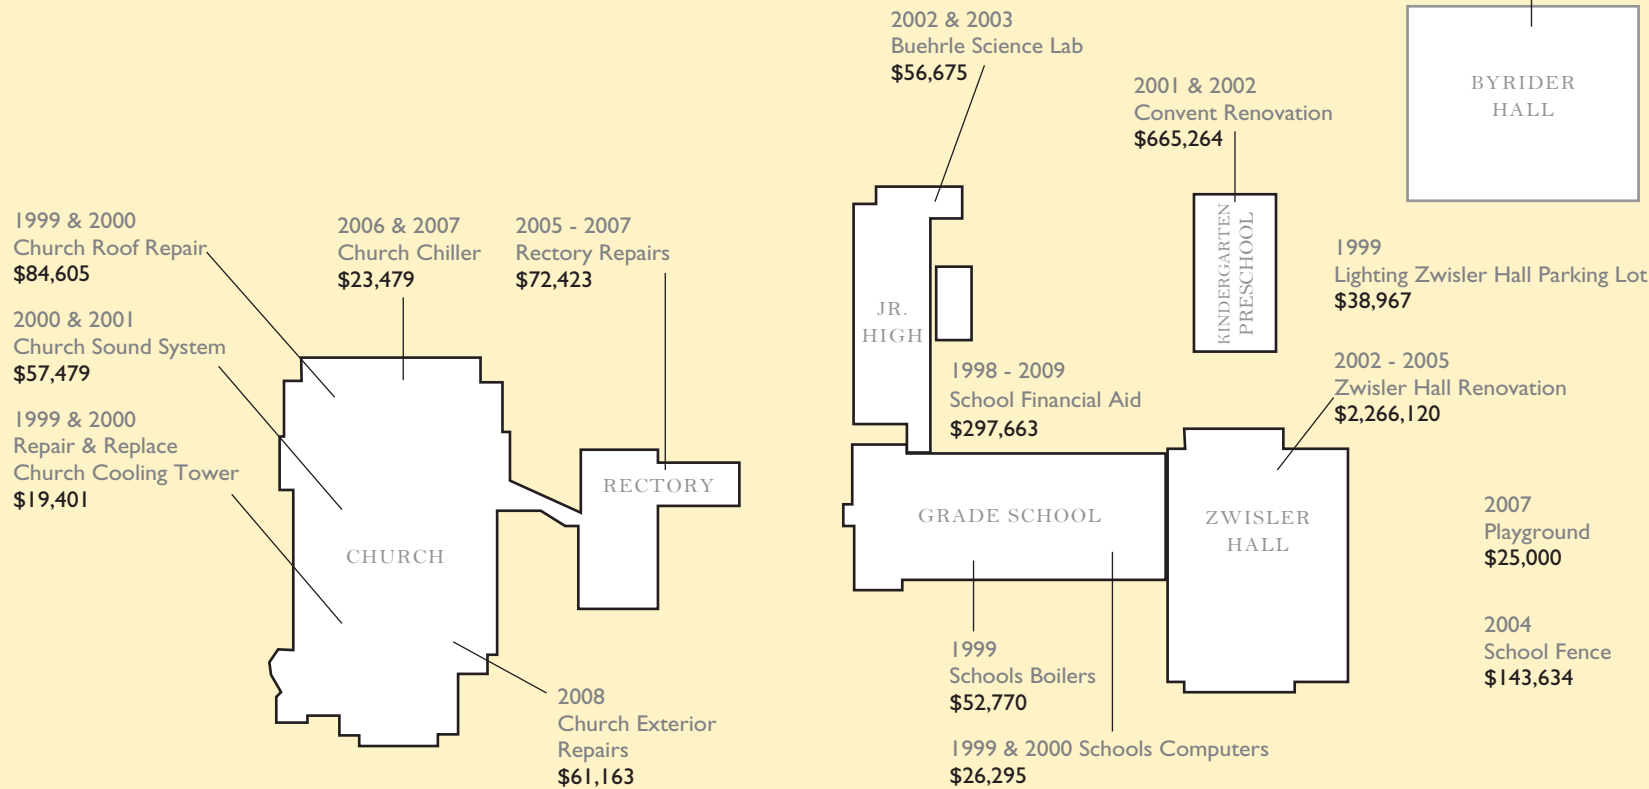 2002 & 2003
Buehrle Science Lab
$56,675
BYRIDER
HALL
2001 & 2002
Convent Renovation
$665,264
1999 & 2000
Church Roof Repair
$84,605
2006 & 2007
Church Chiller
$23,479
2005 - 2007
Rectory Repairs
$72,423
KINDERGARTEN
PRESCHOOL
1999
Lighting Zwisler Hall Parking Lot
$38,967
JR.
HIGH
2000 & 2001
Church Sound System
$57,479
1998 - 2009
School Financial Aid
$297,663
2002 - 2005
Zwisler Hall Renovation
$2,266,120
1999 & 2000
Repair & Replace
Church Cooling Tower
$19,401
RECTORY
GRADE SCHOOL
ZWISLER
HALL
2007
Playground
$25,000
CHURCH
2004
School Fence
$143,634
1999
Schools Boilers
$52,770
2008
Church Exterior
Repairs
$61,163
1999 & 2000 Schools Computers
$26,295